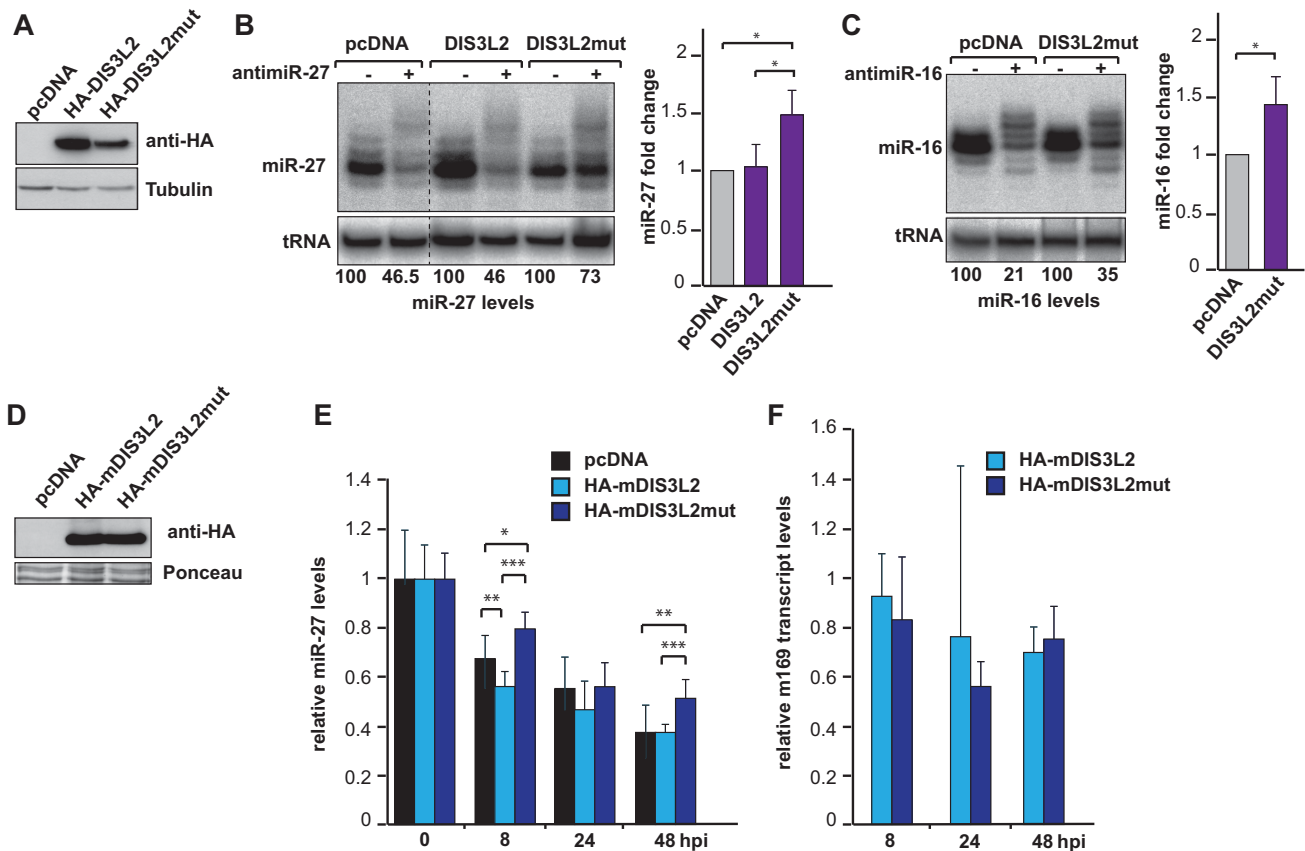 A
pcDNA
HA-DIS3L2
HA-DIS3L2mut
anti-HA
Tubulin
B
pcDNA DIS3L2 DIS3L2mut
antimiR-27 - + - + - +
miR-27
tRNA
100 46.5 100 46 100 73
miR-27 levels
miR-27 fold change
2
1.5
1
0.5
0
*
*
pcDNA
DIS3L2
DIS3L2mut
C
pcDNA DIS3L2mut
antimiR-16 - + - +
miR-16
tRNA
100 21 100 35
miR-16 levels
miR-16 fold change
2
1.5
1
0.5
0
*
pcDNA
DIS3L2mut
D
pcDNA
HA-mDIS3L2
HA-mDIS3L2mut
anti-HA
Ponceau
E
relative miR-27 levels
1.4
1.2
1
0.8
0.6
0.4
0.2
0
pcDNA
HA-mDIS3L2
HA-mDIS3L2mut
*
***
**
**
***
0 8 24 48 hpi
F
relative m169 transcript levels
1.6
1.4
1.2
1
0.8
0.6
0.4
0.2
0
HA-mDIS3L2
HA-mDIS3L2mut
8 24 48 hpi